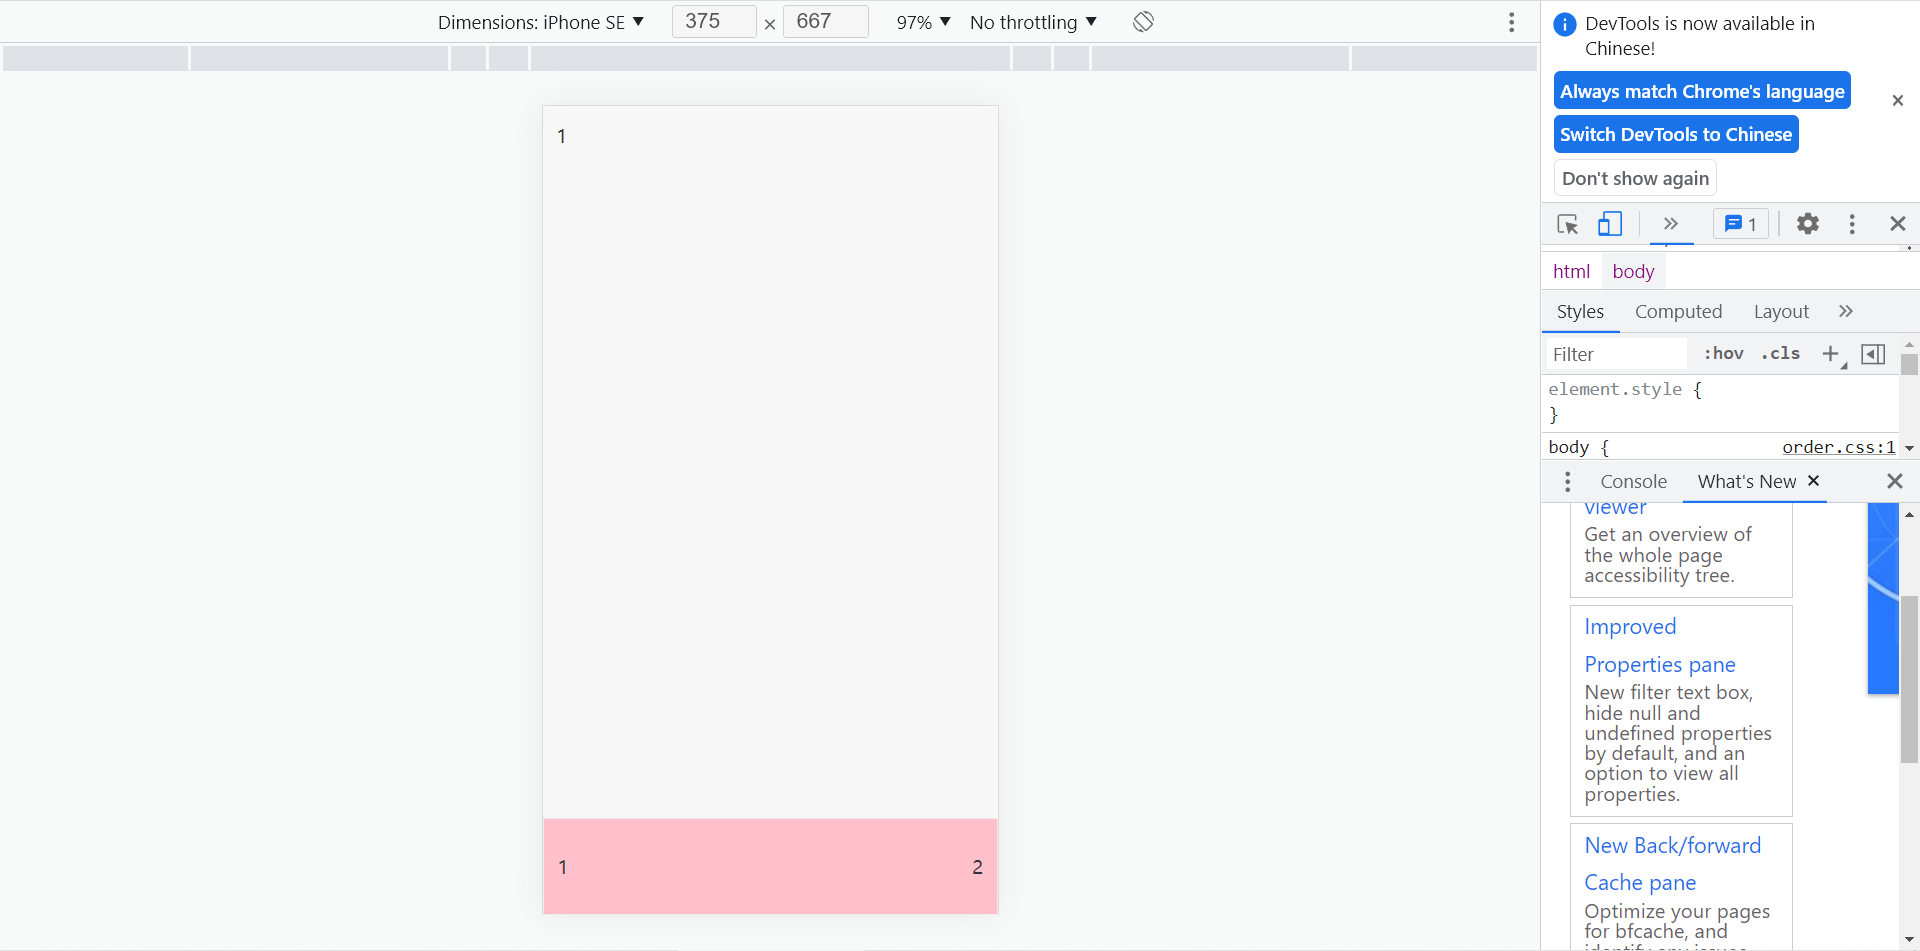 Dimensions: iPhone SE ▼ 375 × 667 97% ▼ No throttling ▼
1
1 2
DevTools is now available in
Chinese!
Always match Chrome's language
Switch DevTools to Chinese
Don't show again
1
html body
Styles Computed Layout
Filter :hov .cls
element.style {
}
body { order.css:1
Console What's New
viewer
Get an overview of
the whole page
accessibility tree.
Improved
Properties pane
New filter text box,
hide null and
undefined properties
by default, and an
option to view all
properties.
New Back/forward
Cache pane
Optimize your pages
for bfcache, and
identify any issues